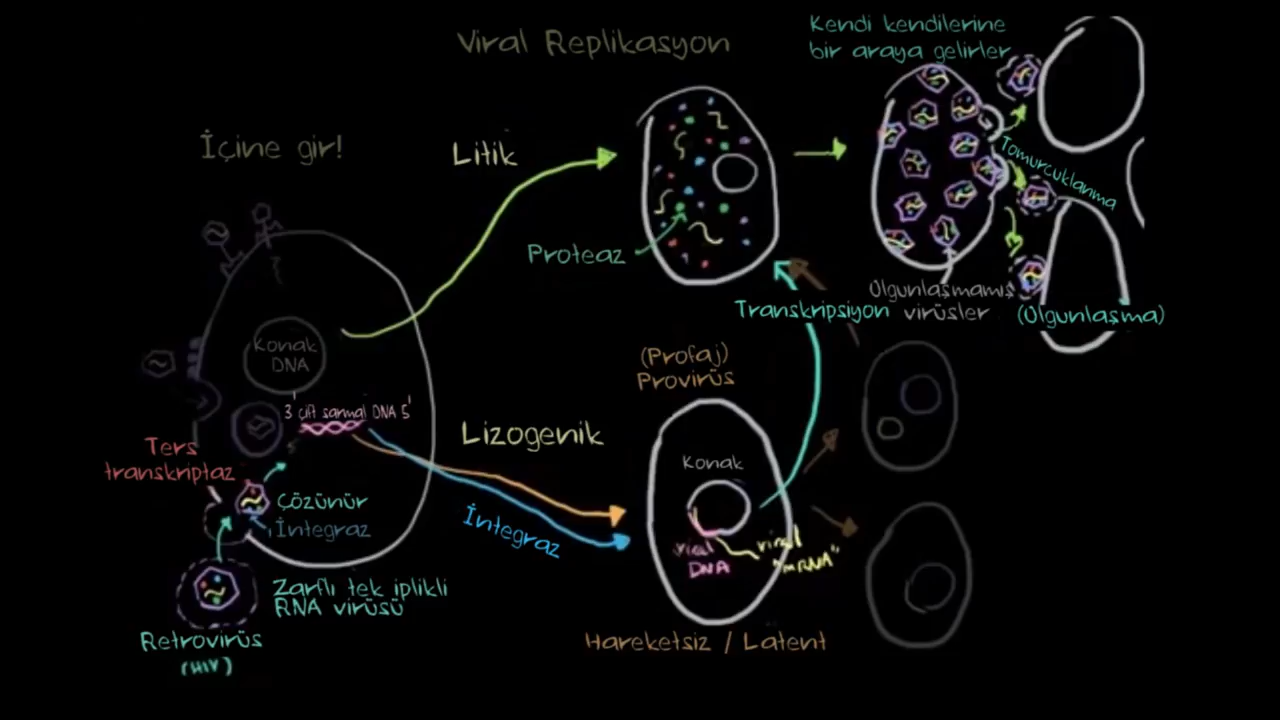 Viral Replikasyon
Kendi kendilerine
bir araya gelirler
İçine gir!
Litik
Tomurcuklanma
Proteaz
Olgunlaşmamış
virüsler
(Olgunlaşma)
Transkripsiyon
Konak
DNA
(Profaj)
Provirüs
3' çift sarmal DNA 5'
Lizogenik
Ters
transkriptaz
Konak
Çözünür
İntegraz
İntegraz
viral
DNA
viral
"mRNA"
Zarflı tek iplikli
RNA virüsü
Retrovirüs
(HIV)
Hareketsiz / Latent